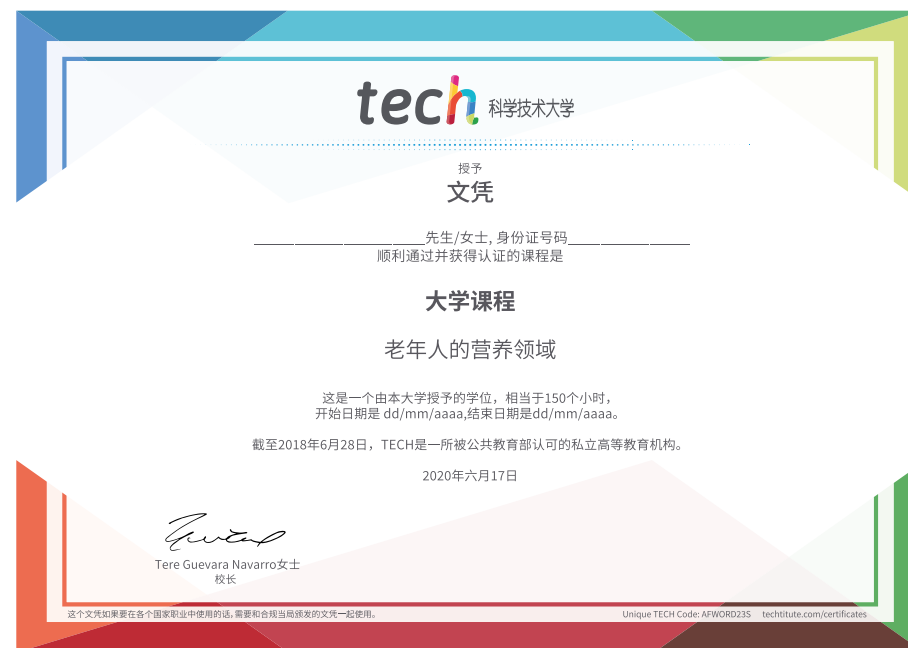 tech 科学技术大学
授予
文凭
______________________先生/女士, 身份证号码________________
顺利通过并获得认证的课程是
大学课程
老年人的营养领域
这是一个由本大学授予的学位，相当于150个小时，
开始日期是 dd/mm/aaaa,结束日期是dd/mm/aaaa。
截至2018年6月28日，TECH是一所被公共教育部认可的私立高等教育机构。
2020年六月17日
Tere Guevara Navarro女士
校长
这个文凭如果要在各个国家职业中使用的话,需要和合规当局颁发的文凭一起使用。
Unique TECH Code: AFWORD23S techtitute.com/certificates